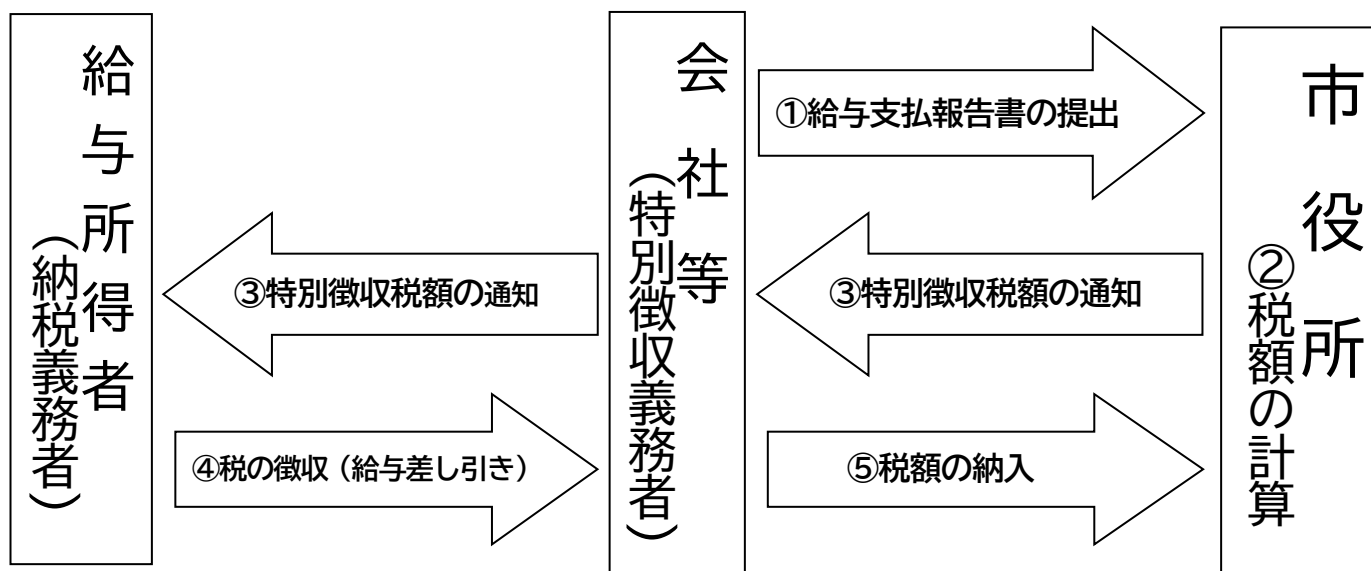 給与所得者
(納税義務者)
会社等
(特別徴収義務者)
市役所
②税額の計算
①給与支払報告書の提出
③特別徴収税額の通知
③特別徴収税額の通知
④税の徴収(給与差し引き)
⑤税額の納入